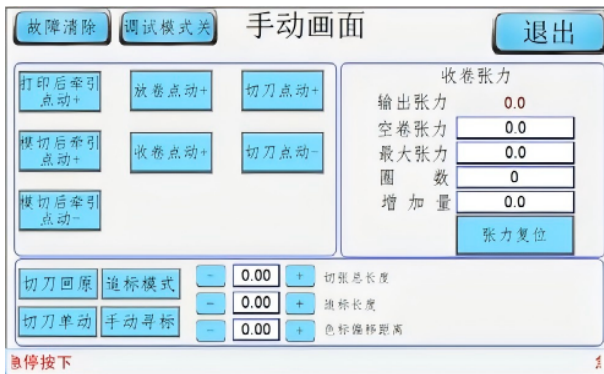 故障清除 调试模式关 手动画面 退出
打印后牵引点动+ 放卷点动+ 切刀点动+
模切后牵引点动+ 收卷点动+ 切刀点动-
模切后牵引点动-
收卷张力
输出张力 0.0
空卷张力 0.0
最大张力 0.0
圈 数 0
增 加 量 0.0
张力复位
切刀回原 追标模式 - 0.00 + 切张总长度
- 0.00 + 追标长度
切刀单动 手动寻标 - 0.00 + 色标偏移距离
急停按下